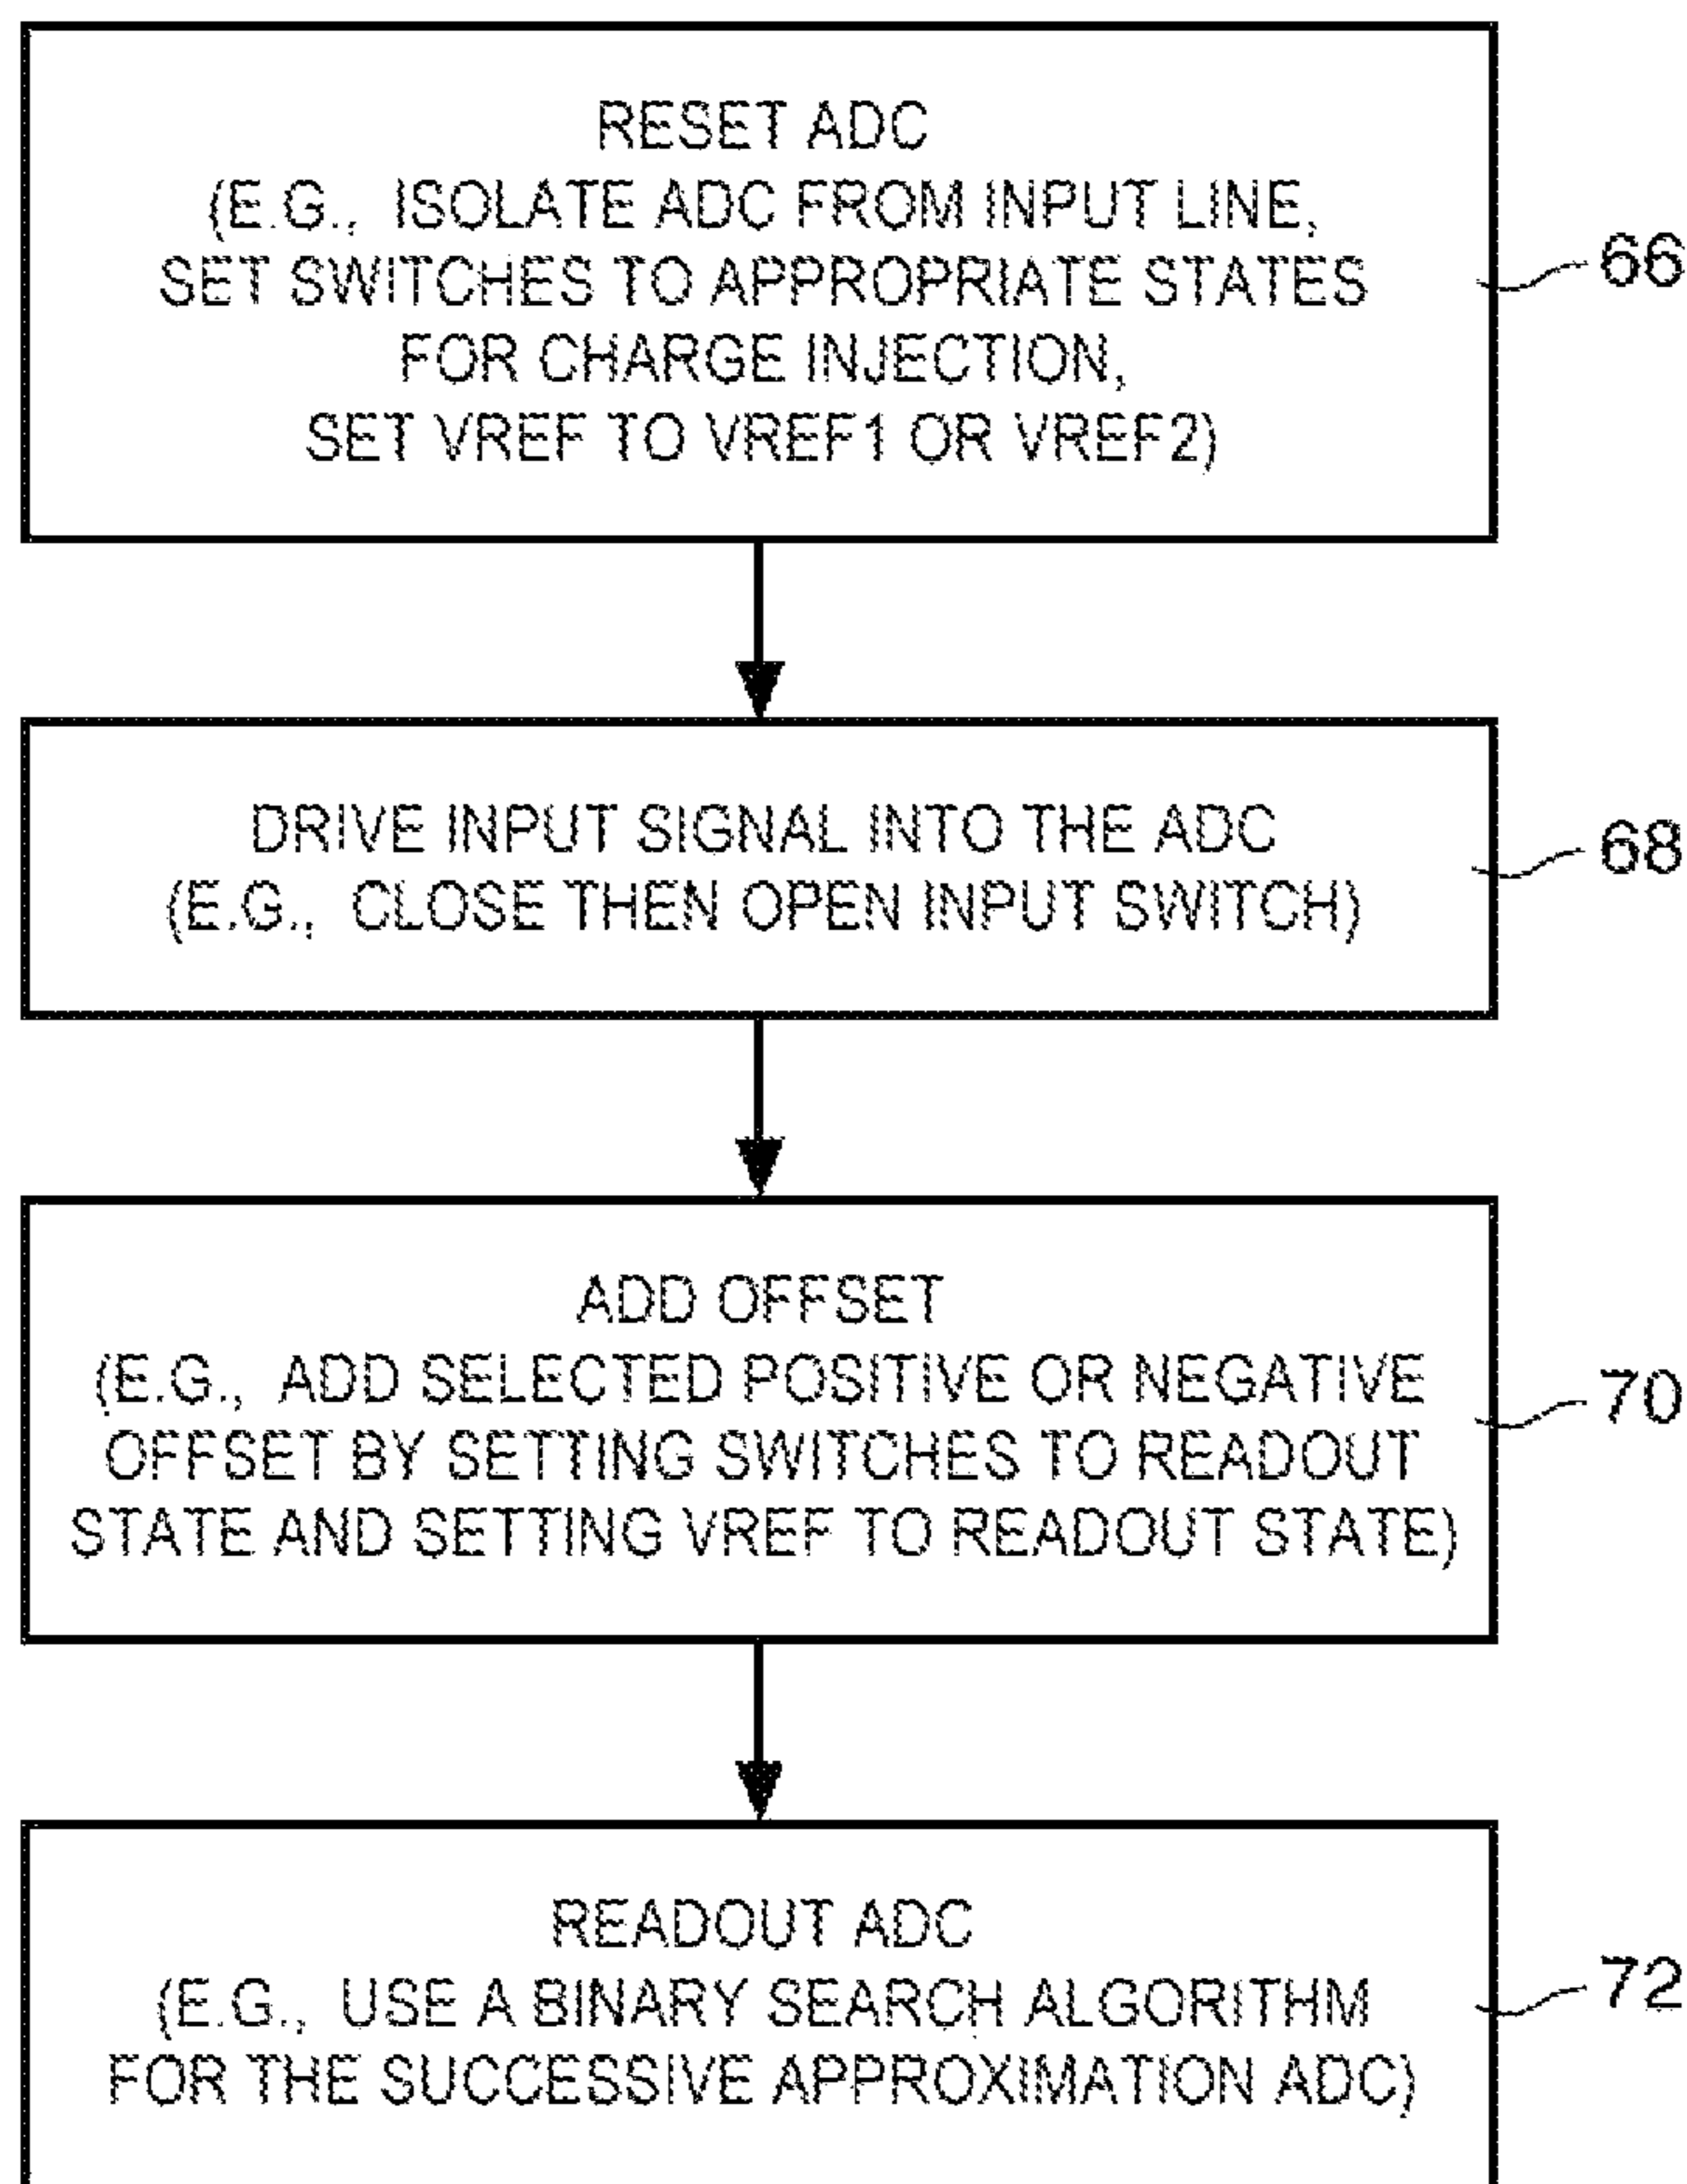 RESET ADC
(E.G., ISOLATE ADC FROM INPUT LINE,
SET SWITCHES TO APPROPRIATE STATES
FOR CHARGE INJECTION,
SET VREF TO VREF1 OR VREF2)
66
DRIVE INPUT SIGNAL INTO THE ADC
(E.G., CLOSE THEN OPEN INPUT SWITCH)
68
ADD OFFSET
(E.G., ADD SELECTED POSITIVE OR NEGATIVE
OFFSET BY SETTING SWITCHES TO READOUT
STATE AND SETTING VREF TO READOUT STATE)
70
READOUT ADC
(E.G., USE A BINARY SEARCH ALGORITHM
FOR THE SUCCESSIVE APPROXIMATION ADC)
72